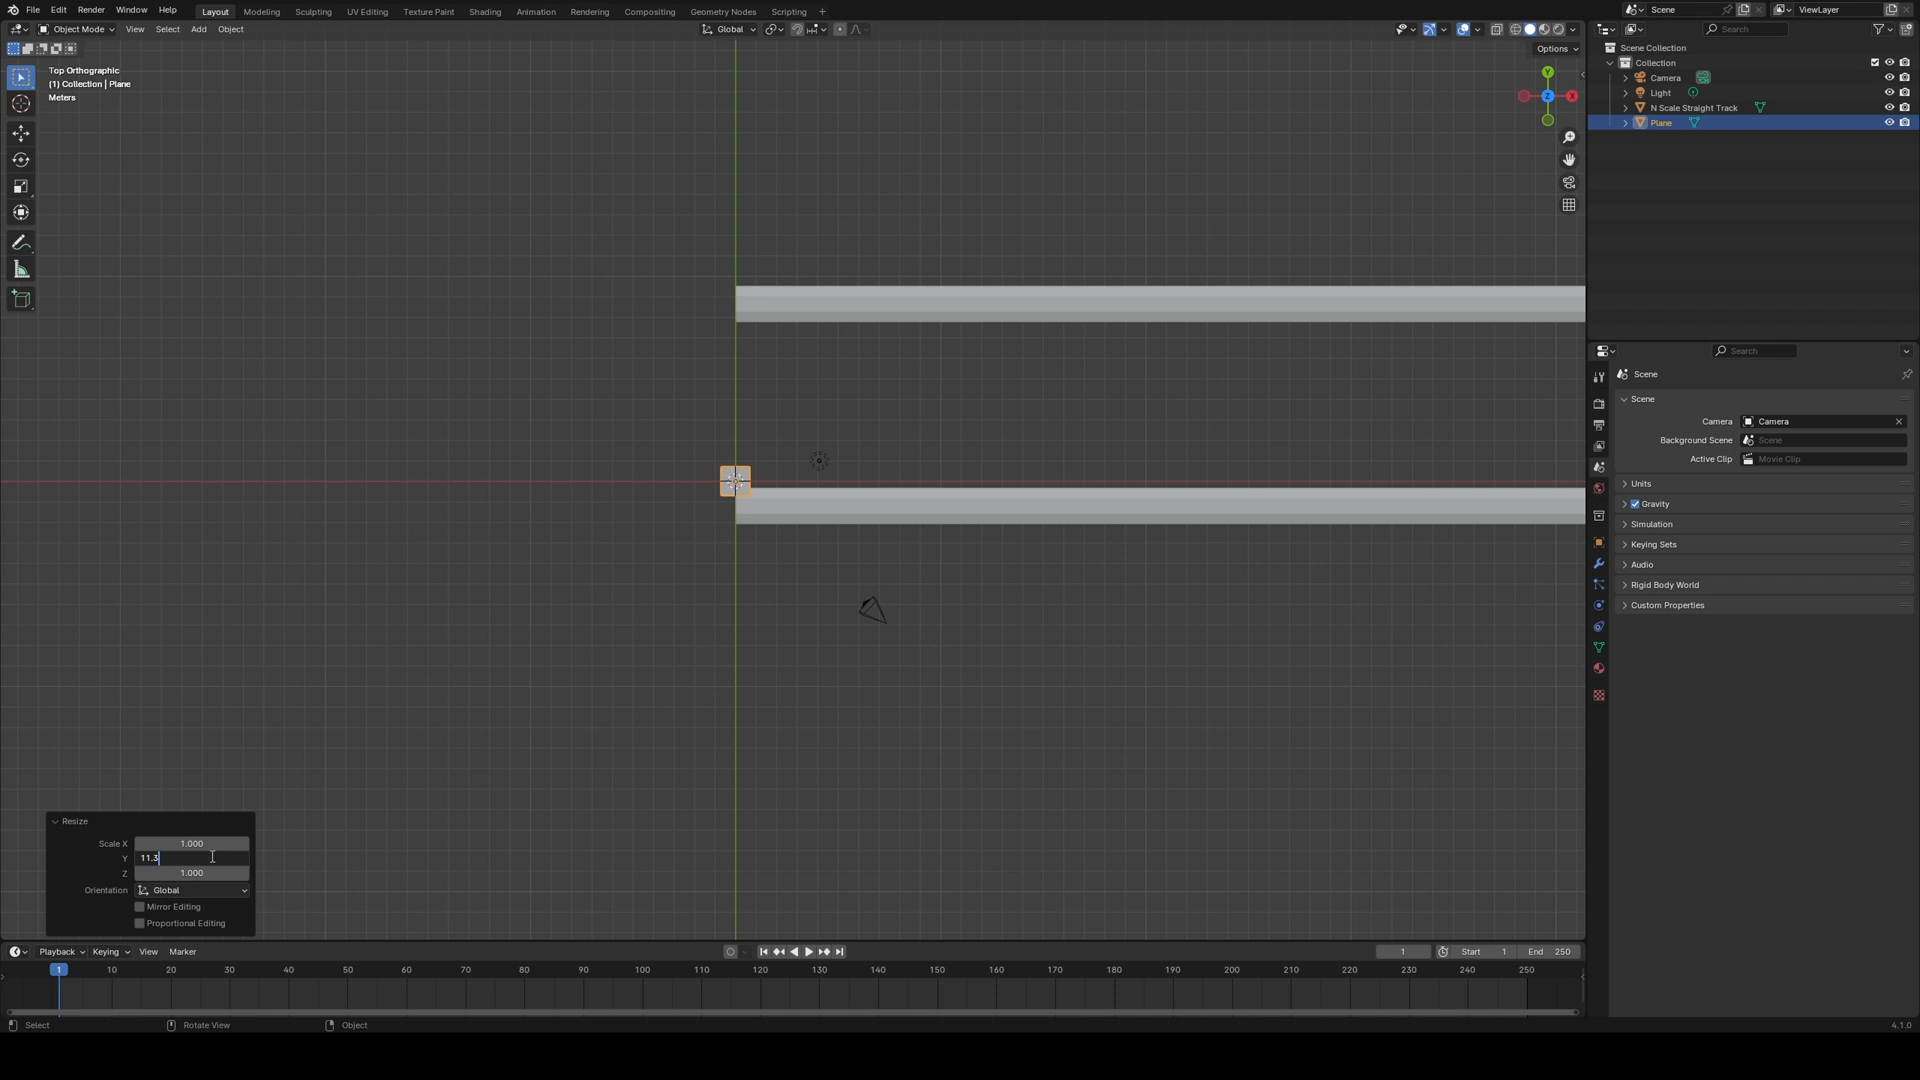 File Edit Render Window Help Layout Modeling Sculpting UV Editing Texture Paint Shading Animation Rendering Compositing Geometry Nodes Scripting + Scene ViewLayer
Object Mode View Select Add Object Global Search
Options
Top Orthographic
(1) Collection | Plane
Meters
Y
Z
X
Scene Collection
Collection
Camera
Light
N Scale Straight Track
Plane
Search
Scene
Scene
Camera Camera
Background Scene Scene
Active Clip Movie Clip
Units
Gravity
Simulation
Keying Sets
Audio
Rigid Body World
Custom Properties
Resize
Scale X 1.000
Y 11.3
Z 1.000
Orientation Global
Mirror Editing
Proportional Editing
Playback Keying View Marker 1 Start 1 End 250
1 10 20 30 40 50 60 70 80 90 100 110 120 130 140 150 160 170 180 190 200 210 220 230 240 250
Select Rotate View Object 4.1.0